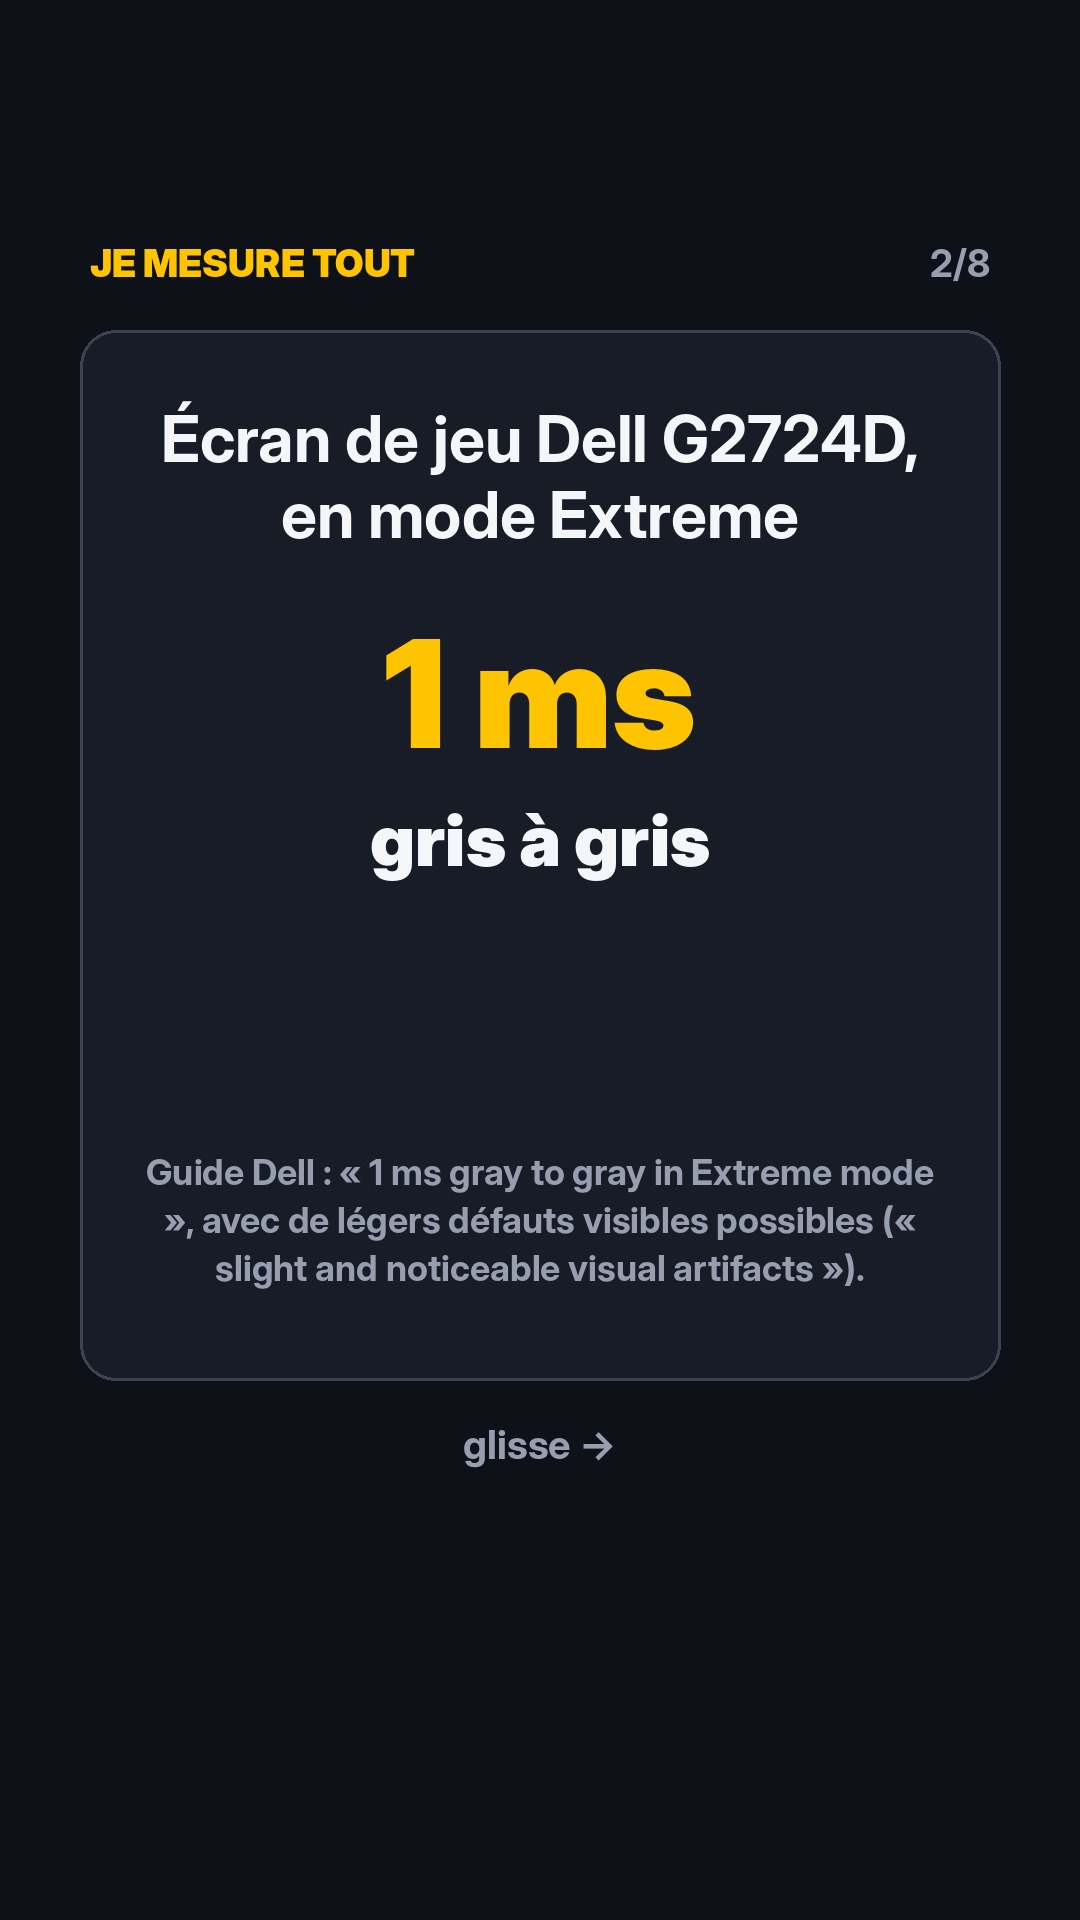 JE MESURE TOUT
2/8
Écran de jeu Dell G2724D,
en mode Extreme
1 ms
gris à gris
Guide Dell : « 1 ms gray to gray in Extreme mode
», avec de légers défauts visibles possibles («
slight and noticeable visual artifacts »).
glisse →